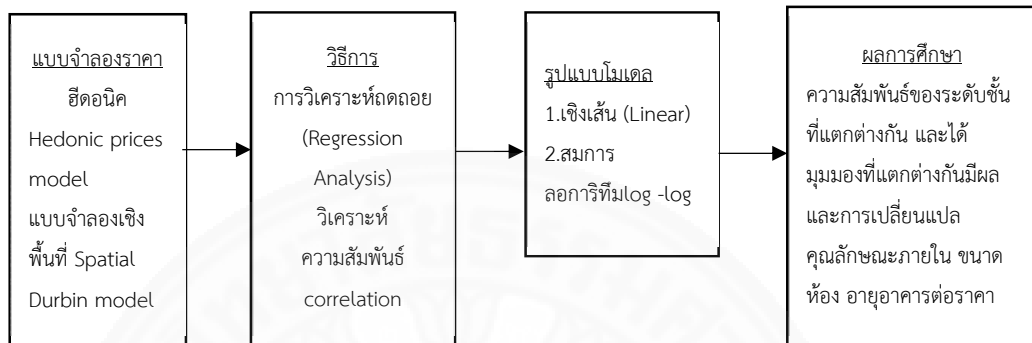 แบบจำลองราคา
ฮีดอนิค
Hedonic prices
model
แบบจำลองเชิง
พื้นที่ Spatial
Durbin model
วิธีการ
การวิเคราะห์ถดถอย
(Regression
Analysis)
วิเคราะห์
ความสัมพันธ์
correlation
รูปแบบโมเดล
1.เชิงเส้น (Linear)
2.สมการ
ลอการิทึมlog -log
ผลการศึกษา
ความสัมพันธ์ของระดับชั้น
ที่แตกต่างกัน และได้
มุมมองที่แตกต่างกันมีผล
และการเปลี่ยนแปล
คุณลักษณะภายใน ขนาด
ห้อง อายุอาคารต่อราคา